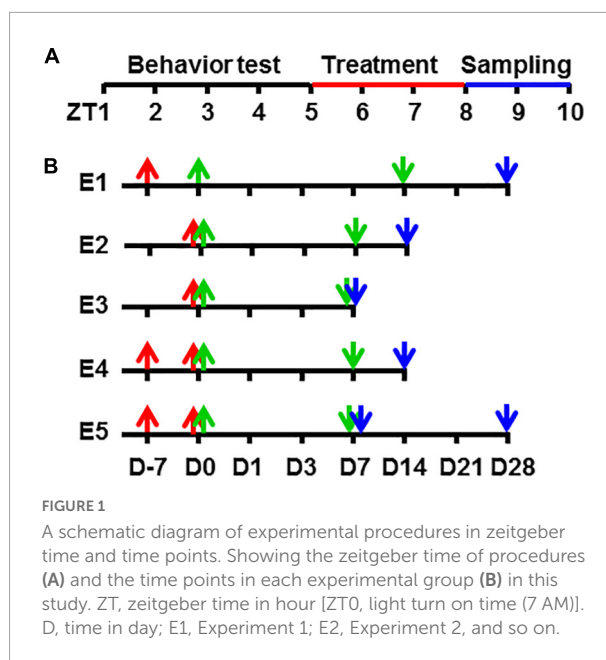 A Behavior test Treatment Sampling
ZT1 2 3 4 5 6 7 8 9 10
B
E1
E2
E3
E4
E5
D-7 D0 D1 D3 D7 D14 D21 D28
FIGURE 1
A schematic diagram of experimental procedures in zeitgeber
time and time points. Showing the zeitgeber time of procedures
(A) and the time points in each experimental group (B) in this
study. ZT, zeitgeber time in hour [ZT0, light turn on time (7 AM)].
D, time in day; E1, Experiment 1; E2, Experiment 2, and so on.